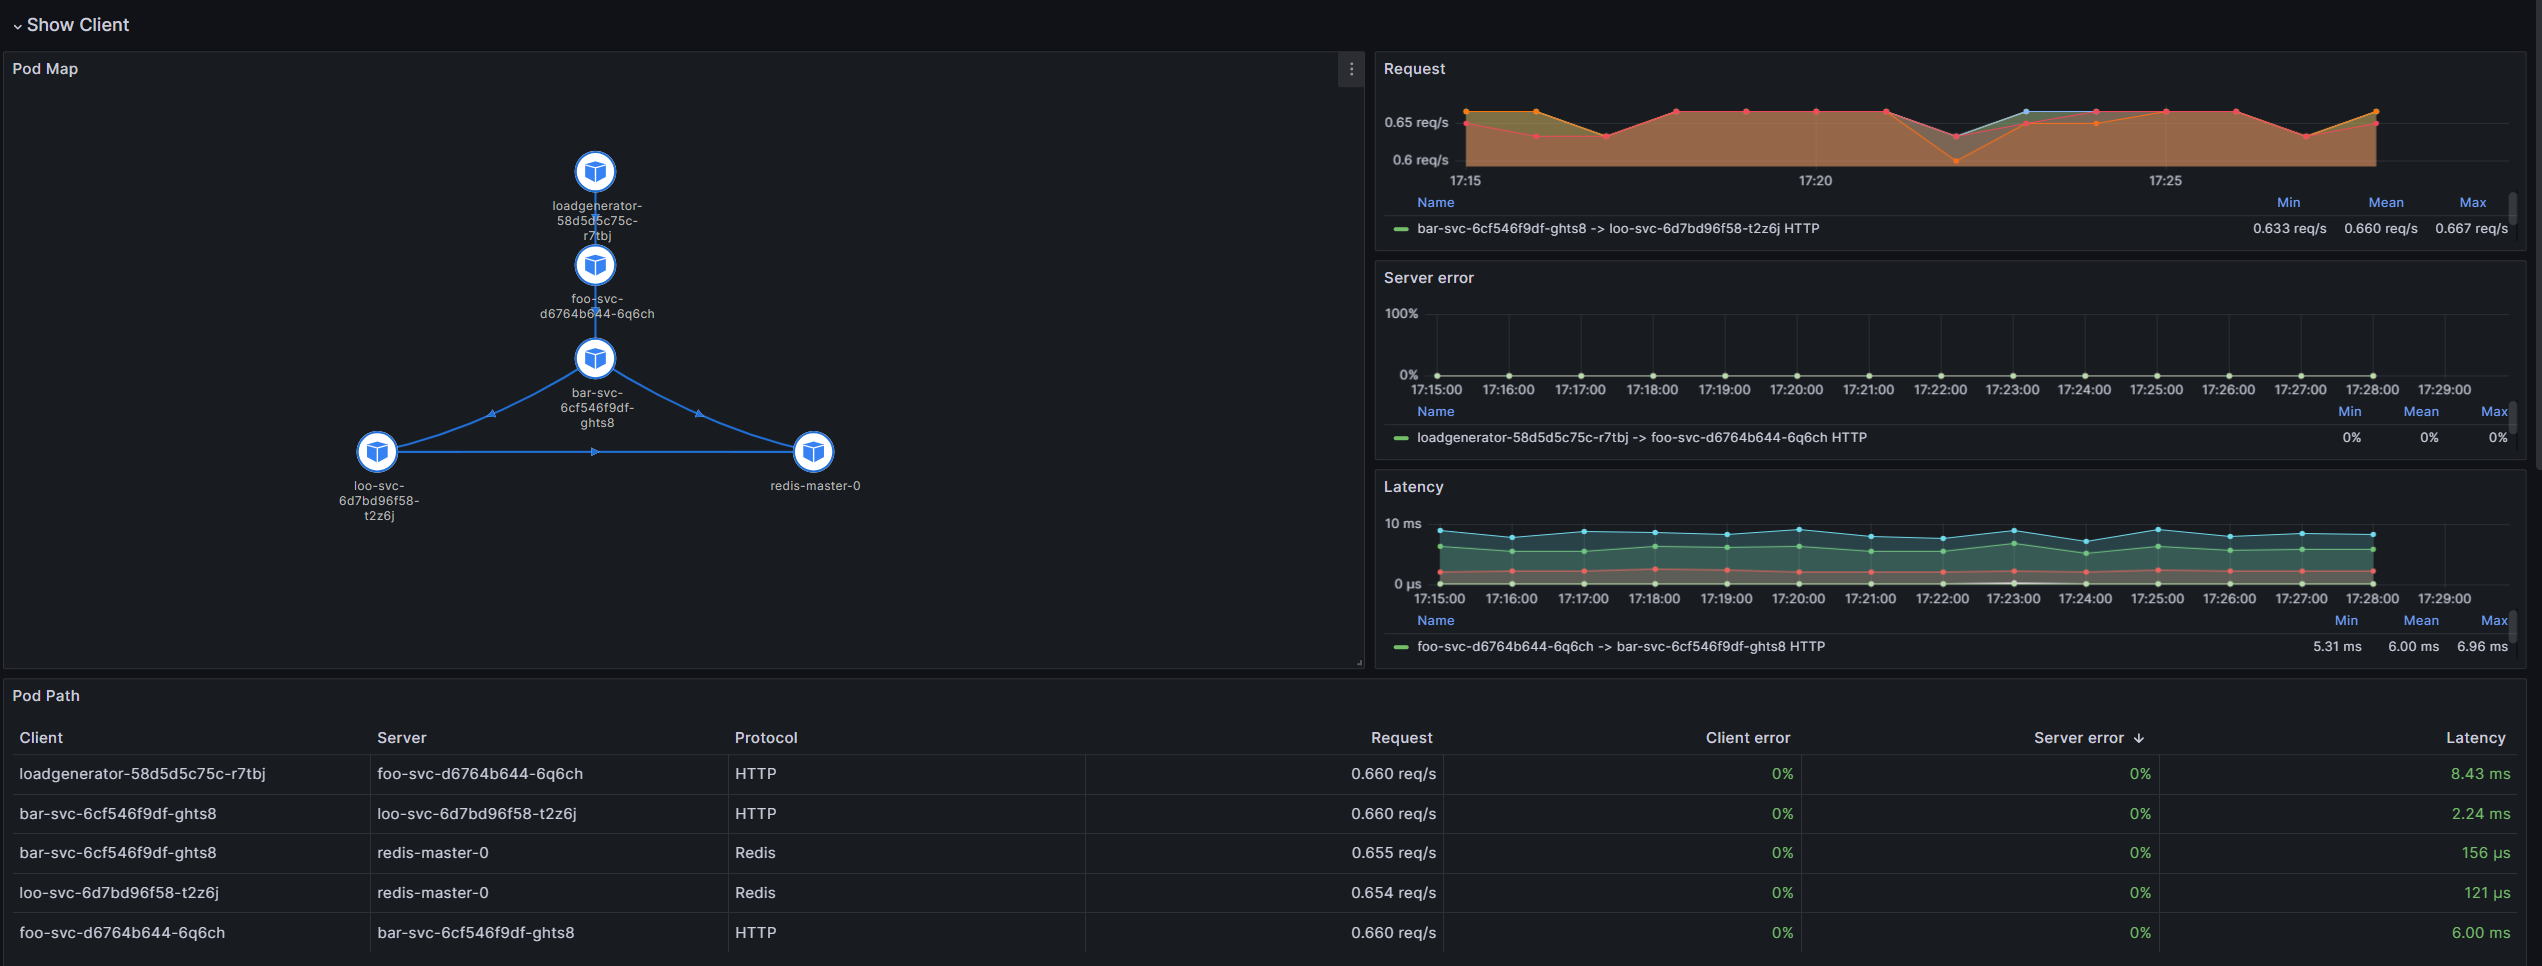 Show Client
Pod Map
loadgenerator-
58d5d5c75c-
r7tbj
foo-svc-
d6764b644-6q6ch
bar-svc-
6cf546f9df-
ghts8
loo-svc-
6d7bd96f58-
t2z6j
redis-master-0
Request
0.65 req/s
0.6 req/s
17:15 17:20 17:25
Name Min Mean Max
bar-svc-6cf546f9df-ghts8 -> loo-svc-6d7bd96f58-t2z6j HTTP 0.633 req/s 0.660 req/s 0.667 req/s
Server error
100%
0%
17:15:00 17:16:00 17:17:00 17:18:00 17:19:00 17:20:00 17:21:00 17:22:00 17:23:00 17:24:00 17:25:00 17:26:00 17:27:00 17:28:00 17:29:00
Name Min Mean Max
loadgenerator-58d5d5c75c-r7tbj -> foo-svc-d6764b644-6q6ch HTTP 0% 0% 0%
Latency
10 ms
0 µs
17:15:00 17:16:00 17:17:00 17:18:00 17:19:00 17:20:00 17:21:00 17:22:00 17:23:00 17:24:00 17:25:00 17:26:00 17:27:00 17:28:00 17:29:00
Name Min Mean Max
foo-svc-d6764b644-6q6ch -> bar-svc-6cf546f9df-ghts8 HTTP 5.31 ms 6.00 ms 6.96 ms
Pod Path
Client Server Protocol Request Client error Server error Latency
loadgenerator-58d5d5c75c-r7tbj foo-svc-d6764b644-6q6ch HTTP 0.660 req/s 0% 0% 8.43 ms
bar-svc-6cf546f9df-ghts8 loo-svc-6d7bd96f58-t2z6j HTTP 0.660 req/s 0% 0% 2.24 ms
bar-svc-6cf546f9df-ghts8 redis-master-0 Redis 0.655 req/s 0% 0% 156 µs
loo-svc-6d7bd96f58-t2z6j redis-master-0 Redis 0.654 req/s 0% 0% 121 µs
foo-svc-d6764b644-6q6ch bar-svc-6cf546f9df-ghts8 HTTP 0.660 req/s 0% 0% 6.00 ms